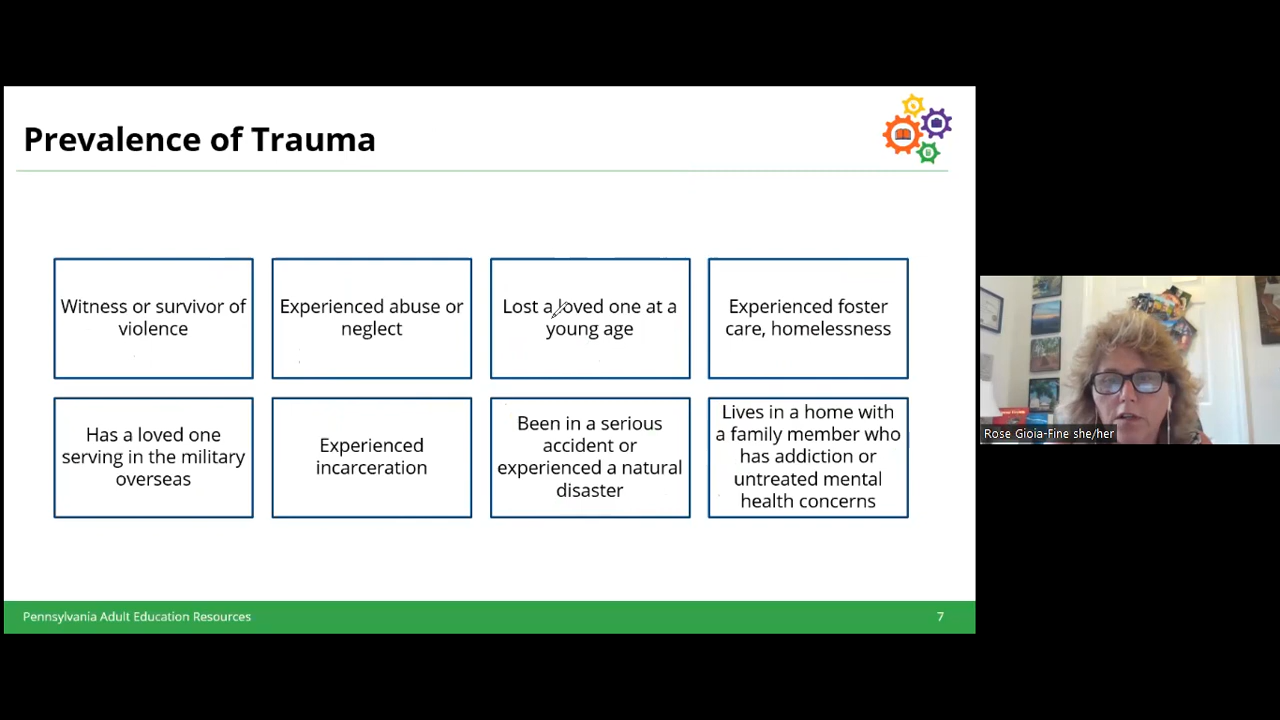 Prevalence of Trauma
Witness or survivor of
violence
Experienced abuse or
neglect
Lost a loved one at a
young age
Experienced foster
care, homelessness
Has a loved one
serving in the military
overseas
Experienced
incarceration
Been in a serious
accident or
experienced a natural
disaster
Lives in a home with
a family member who
has addiction or
untreated mental
health concerns
Rose Gioia-Fine she/her
Pennsylvania Adult Education Resources
7